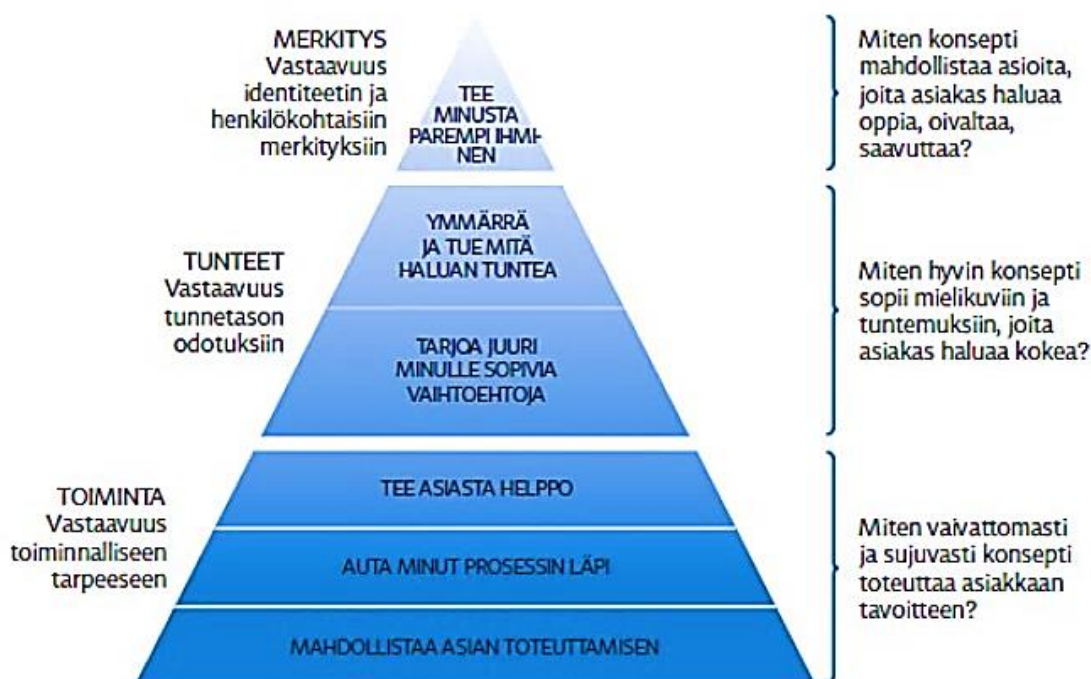 MERKITYS
Vastaavuus
identiteetin ja
henkilökohtaisiin
merkityksiin
TEE
MINUSTA
PAREMPI IHMI-
NEN
Miten konsepti
mahdollistaa asioita,
joita asiakas haluaa
oppia, oivaltaa,
saavuttaa?
TUNTEET
Vastaavuus
tunnetason
odotuksiin
YMMÄRRÄ
JA TUE MITÄ
HALUAN TUNTEA
TARJOA JUURI
MINULLE SOPIVIA
VAIHTOEHTOJA
Miten hyvin konsepti
sopii mielikuviin ja
tuntemuksiin, joita
asiakas haluaa kokea?
TOIMINTA
Vastaavuus
toiminnalliseen
tarpeeseen
TEE ASIASTA HELPPO
AUTA MINUT PROSESSIN LÄPI
MAHDOLLISTAA ASIAN TOTEUTTAMISEN
Miten vaivattomasti
ja sujuvasti konsepti
toteuttaa asiakkaan
tavoitteen?